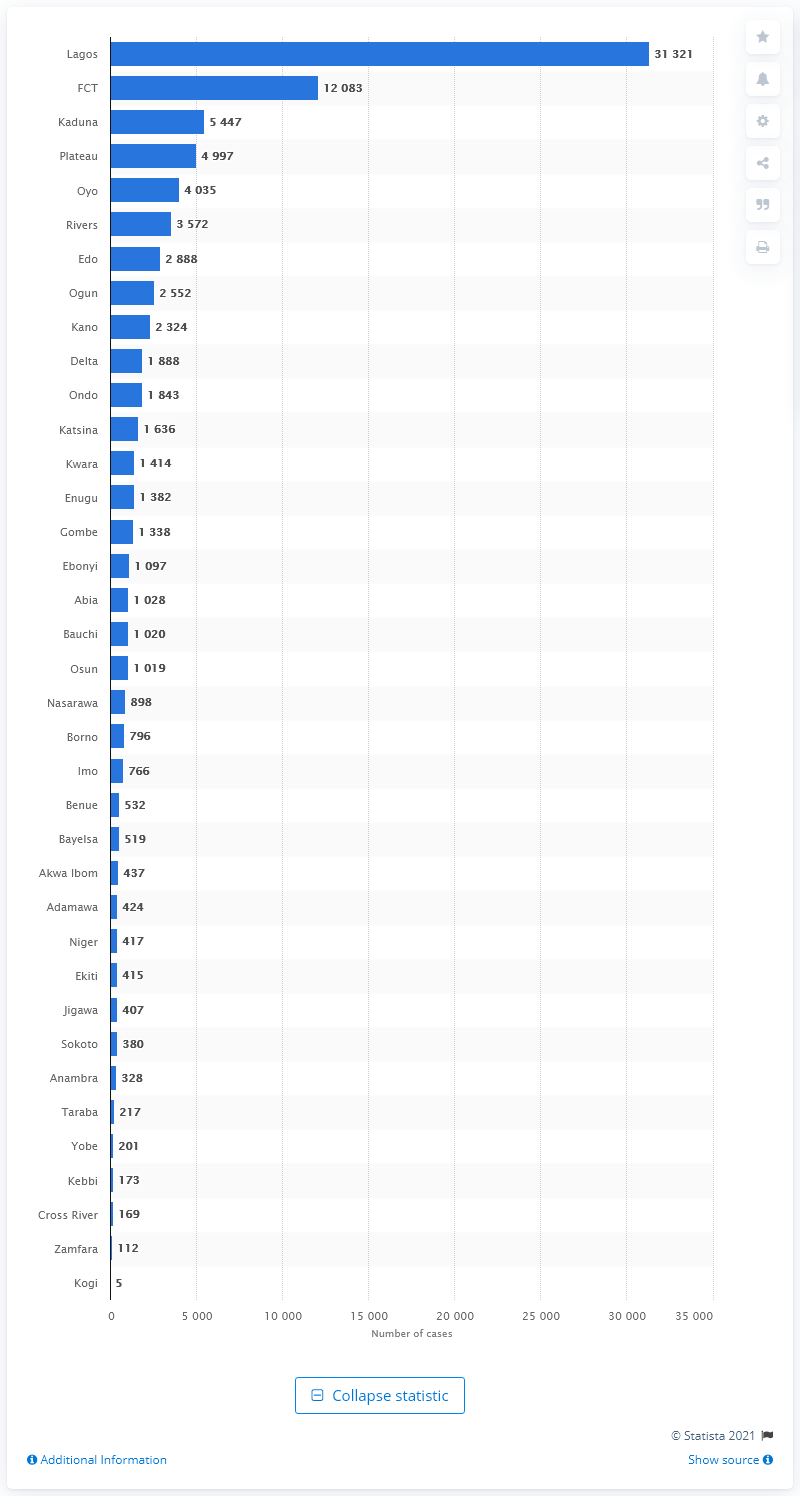 Lagos 31 321
FCT 12 083
Kaduna 5 447
Plateau 4 997
Oyo 4 035
Rivers 3 572
Edo 2 888
Ogun 2 552
Kano 2 324
Delta 1 888
Ondo 1 843
Katsina 1 636
Kwara 1 414
Enugu 1 382
Gombe 1 338
Ebonyi 1 097
Abia 1 028
Bauchi 1 020
Osun 1 019
Nasarawa 898
Borno 796
Imo 766
Benue 532
Bayelsa 519
Akwa Ibom 437
Adamawa 424
Niger 417
Ekiti 415
Jigawa 407
Sokoto 380
Anambra 328
Taraba 217
Yobe 201
Kebbi 173
Cross River 169
Zamfara 112
Kogi 5
0 5 000 10 000 15 000 20 000 25 000 30 000 35 000
Number of cases
Collapse statistic
© Statista 2021
Additional Information Show source